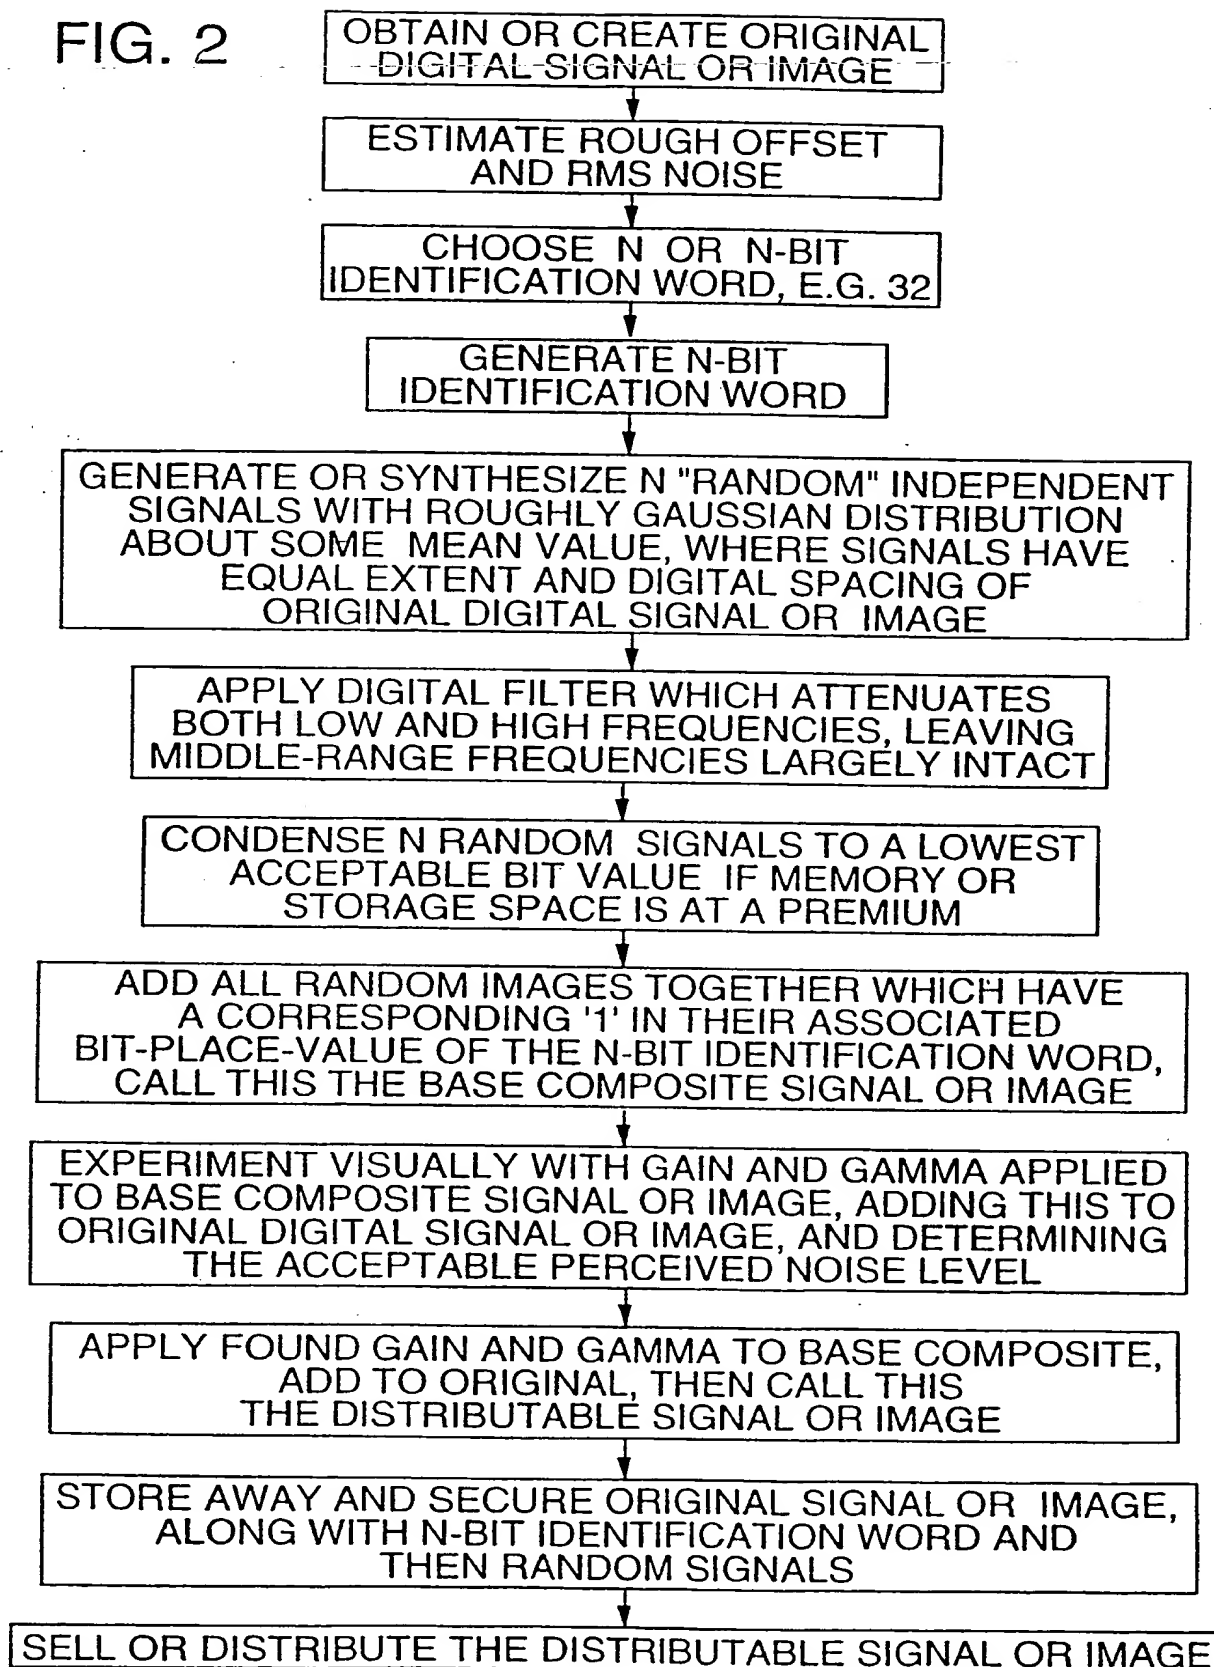 FIG. 2
OBTAIN OR CREATE ORIGINAL
DIGITAL SIGNAL OR IMAGE
ESTIMATE ROUGH OFFSET
AND RMS NOISE
CHOOSE N OR N-BIT
IDENTIFICATION WORD, E.G. 32
GENERATE N-BIT
IDENTIFICATION WORD
GENERATE OR SYNTHESIZE N "RANDOM" INDEPENDENT
SIGNALS WITH ROUGHLY GAUSSIAN DISTRIBUTION
ABOUT SOME MEAN VALUE, WHERE SIGNALS HAVE
EQUAL EXTENT AND DIGITAL SPACING OF
ORIGINAL DIGITAL SIGNAL OR IMAGE
APPLY DIGITAL FILTER WHICH ATTENUATES
BOTH LOW AND HIGH FREQUENCIES, LEAVING
MIDDLE-RANGE FREQUENCIES LARGELY INTACT
CONDENSE N RANDOM SIGNALS TO A LOWEST
ACCEPTABLE BIT VALUE IF MEMORY OR
STORAGE SPACE IS AT A PREMIUM
ADD ALL RANDOM IMAGES TOGETHER WHICH HAVE
A CORRESPONDING '1' IN THEIR ASSOCIATED
BIT-PLACE-VALUE OF THE N-BIT IDENTIFICATION WORD,
CALL THIS THE BASE COMPOSITE SIGNAL OR IMAGE
EXPERIMENT VISUALLY WITH GAIN AND GAMMA APPLIED
TO BASE COMPOSITE SIGNAL OR IMAGE, ADDING THIS TO
ORIGINAL DIGITAL SIGNAL OR IMAGE, AND DETERMINING
THE ACCEPTABLE PERCEIVED NOISE LEVEL
APPLY FOUND GAIN AND GAMMA TO BASE COMPOSITE,
ADD TO ORIGINAL, THEN CALL THIS
THE DISTRIBUTABLE SIGNAL OR IMAGE
STORE AWAY AND SECURE ORIGINAL SIGNAL OR IMAGE,
ALONG WITH N-BIT IDENTIFICATION WORD AND
THEN RANDOM SIGNALS
SELL OR DISTRIBUTE THE DISTRIBUTABLE SIGNAL OR IMAGE